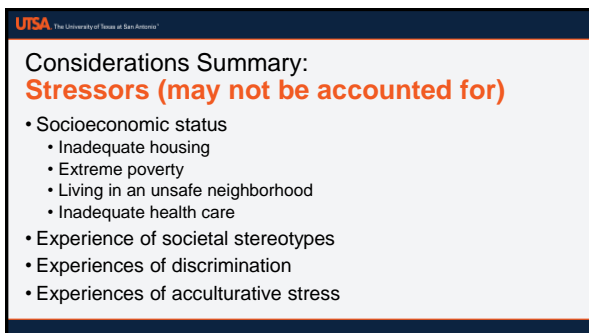 UTSA. The University of Texas at San Antonio™
Considerations Summary:
Stressors (may not be accounted for)
• Socioeconomic status
• Inadequate housing
• Extreme poverty
• Living in an unsafe neighborhood
• Inadequate health care
• Experience of societal stereotypes
• Experiences of discrimination
• Experiences of acculturative stress